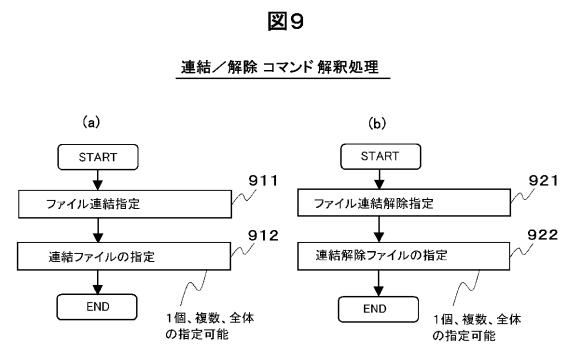 図9
連結／解除 コマンド 解釈処理
(a)
START
911
ファイル連結指定
912
連結ファイルの指定
END
1個、複数、全体
の指定可能
(b)
START
921
ファイル連結解除指定
922
連結解除ファイルの指定
END
1個、複数、全体
の指定可能